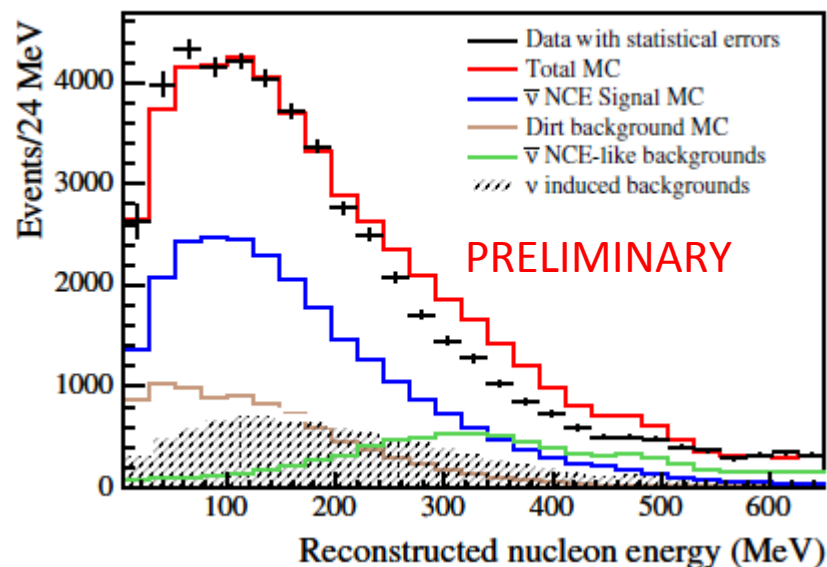 Events/24 MeV
4000
3000
2000
1000
0
Data with statistical errors
Total MC
ν̅ NCE Signal MC
Dirt background MC
ν̅ NCE-like backgrounds
ν induced backgrounds
PRELIMINARY
100 200 300 400 500 600
Reconstructed nucleon energy (MeV)